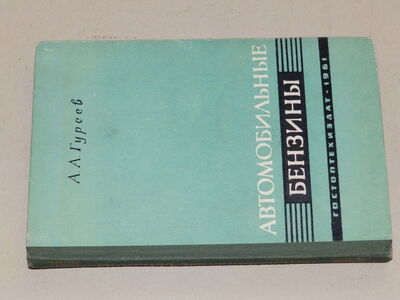 А.А.Гуреев
АВТОМОБИЛЬНЫЕ
БЕНЗИНЫ
ГОСТОПТЕХИЗДАТ·1961